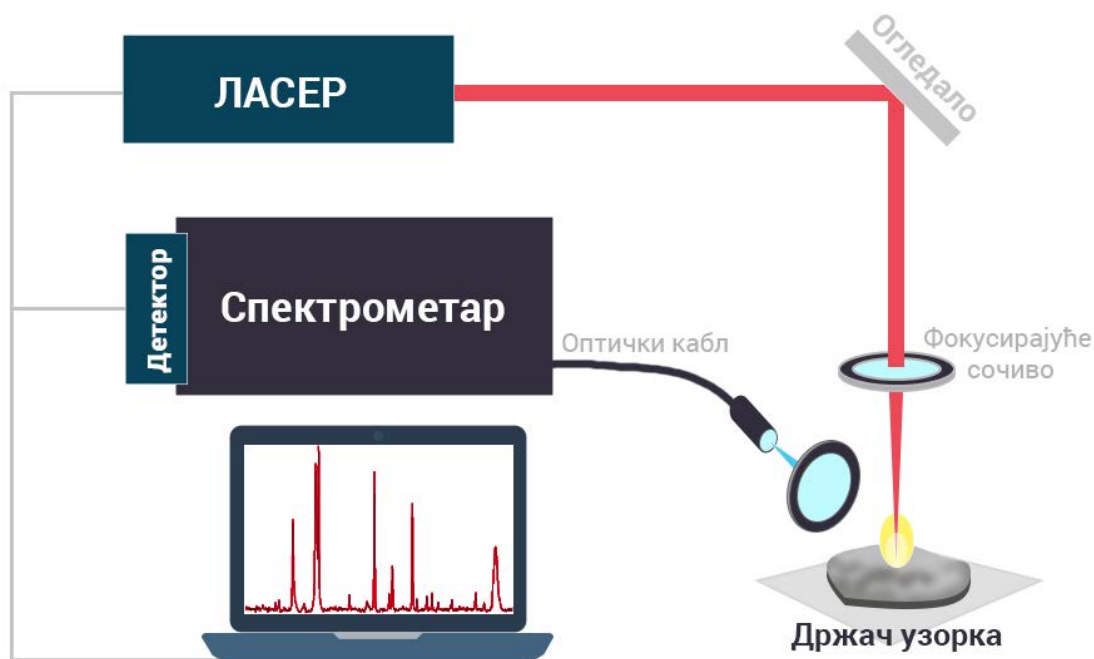 ЛАСЕР
Огледало
Детектор
Спектрометар
Оптички кабл
Фокусирајуће
сочиво
Држач узорка